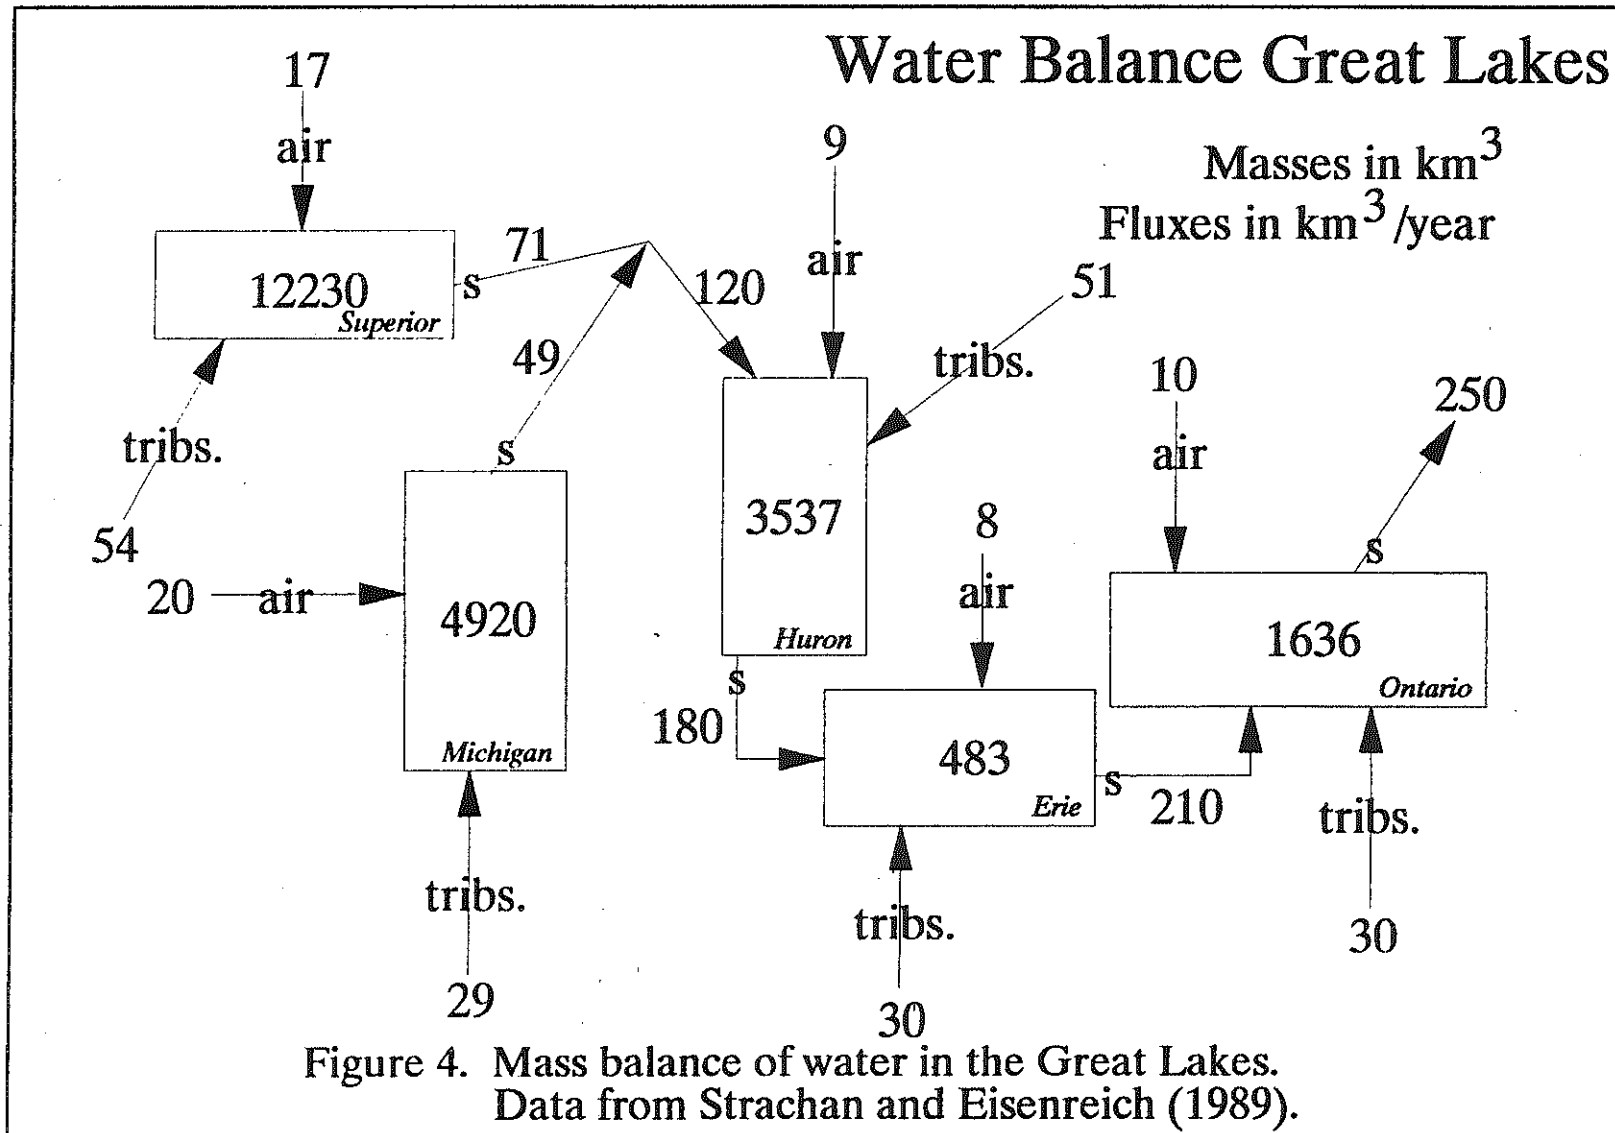 Water Balance Great Lakes
Masses in km³
Fluxes in km³/year
17
air
12230
Superior
s
71
tribs.
54
49
s
120
20
air
4920
Michigan
tribs.
29
9
air
51
tribs.
3537
Huron
s
180
8
air
483
Erie
s
210
tribs.
30
10
air
250
s
1636
Ontario
tribs.
30
Figure 4. Mass balance of water in the Great Lakes.
Data from Strachan and Eisenreich (1989).